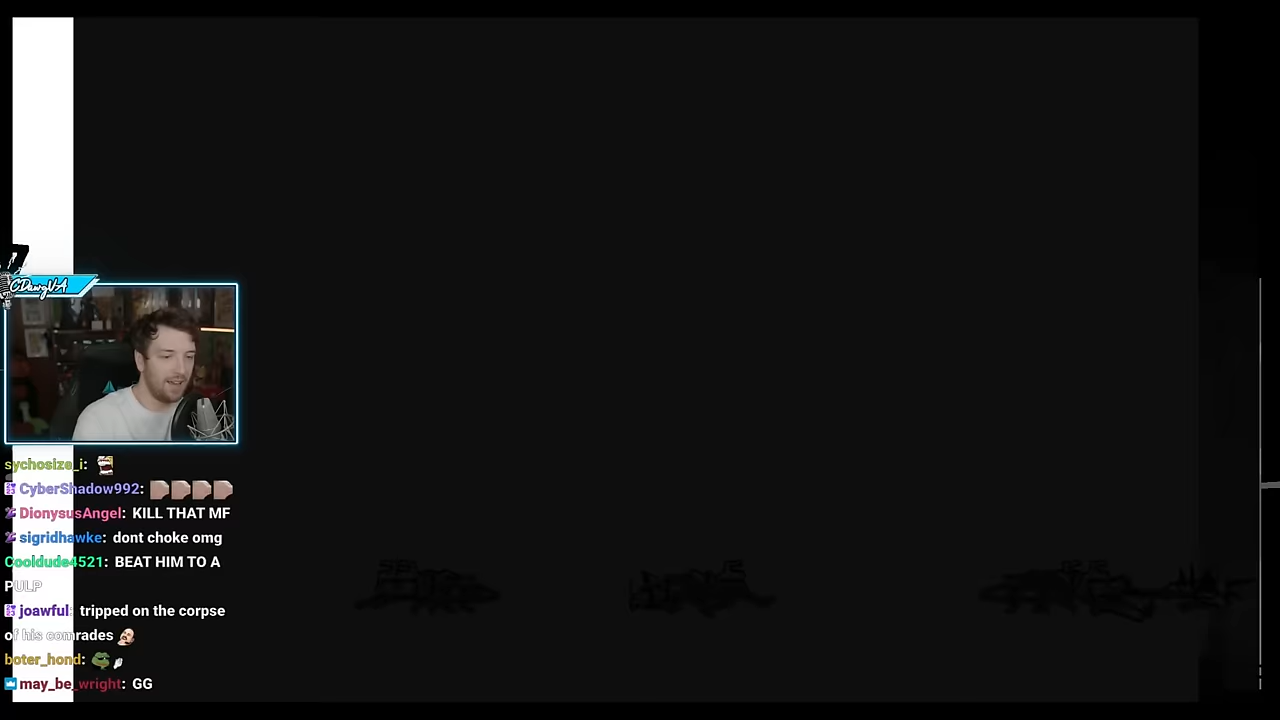 CDawgVA
sychosize_i:
CyberShadow992:
DionysusAngel: KILL THAT MF
sigridhawke: dont choke omg
Cooldude4521: BEAT HIM TO A
PULP
joawful: tripped on the corpse
of his comrades
boter_hond:
may_be_wright: GG